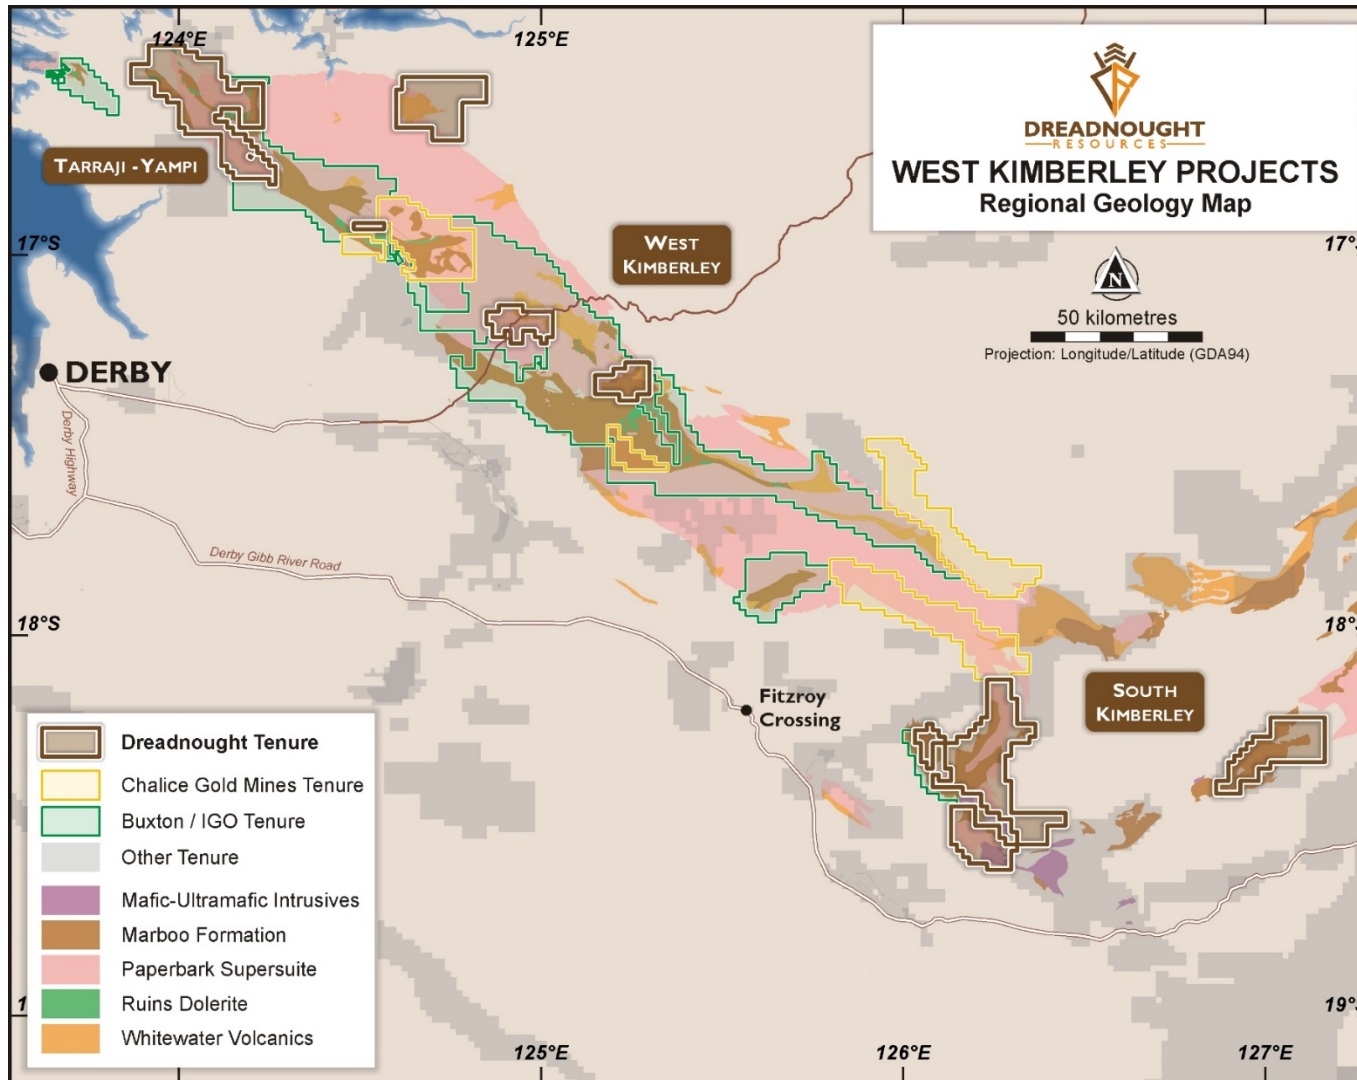 124°E
125°E
DREADNOUGHT
RESOURCES
WEST KIMBERLEY PROJECTS
Regional Geology Map
TARRAJI - YAMPI
17°S
WEST
KIMBERLEY
17°S
N
50 kilometres
Projection: Longitude/Latitude (GDA94)
DERBY
Derby Highway
Derby Gibb River Road
18°S
18°S
Fitzroy
Crossing
SOUTH
KIMBERLEY
Dreadnought Tenure
Chalice Gold Mines Tenure
Buxton / IGO Tenure
Other Tenure
Mafic-Ultramafic Intrusives
Marboo Formation
Paperbark Supersuite
Ruins Dolerite
Whitewater Volcanics
1
19°S
125°E
126°E
127°E